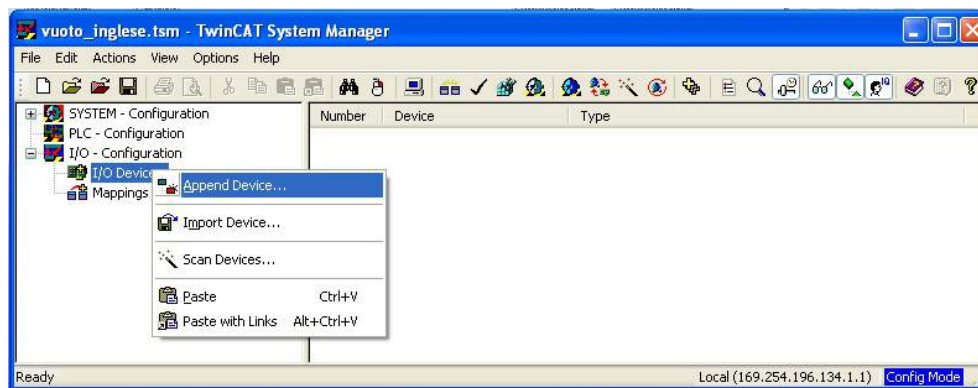 vuoto_inglese.tsm - TwinCAT System Manager
File Edit Actions View Options Help
SYSTEM - Configuration
PLC - Configuration
I/O - Configuration
I/O Device
Mappings
Number Device Type
Append Device...
Import Device...
Scan Devices...
Paste Ctrl+V
Paste with Links Alt+Ctrl+V
Ready Local (169.254.196.134.1.1) Config Mode